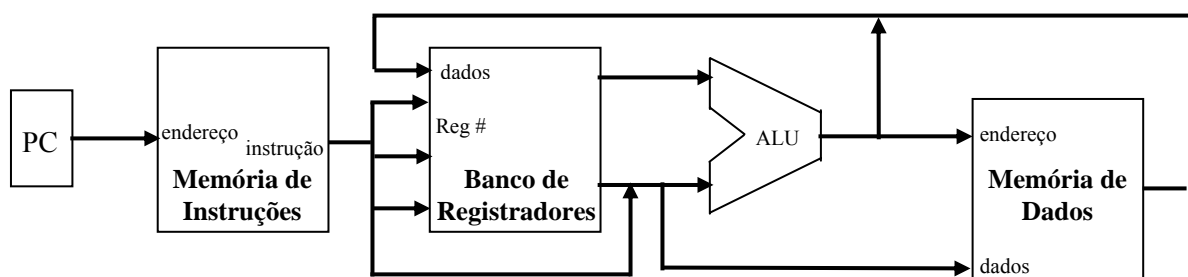 PC
endereço
instrução
Memória de
Instruções
dados
Reg #
Banco de
Registradores
ALU
endereço
Memória de
Dados
dados